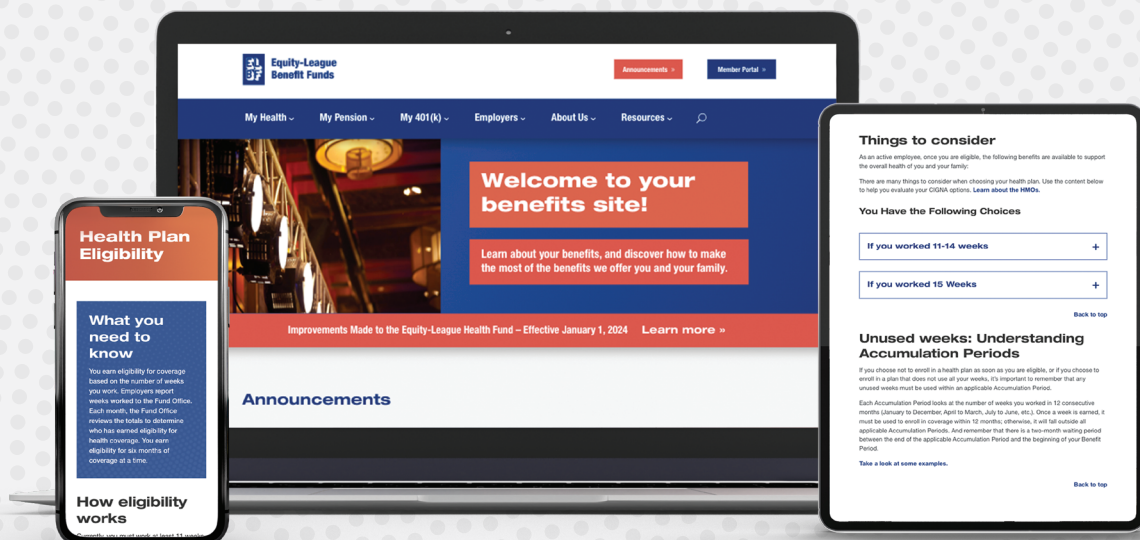 Equity-League
Benefit Funds
Announcements >
Member Portal >
My Health
My Pension
My 401(k)
Employers
About Us
Resources
Welcome to your
benefits site!
Learn about your benefits, and discover how to make
the most of the benefits we offer you and your family.
Improvements Made to the Equity-League Health Fund – Effective January 1, 2024 Learn more »
Announcements
Health Plan
Eligibility
What you
need to
know
You earn eligibility for coverage
based on the number of weeks
you work. Employers report
weeks worked to the Fund Office.
Each month, the Fund Office
reviews the totals to determine
who has earned eligibility for
health coverage. You earn
eligibility for six months of
coverage at a time.
How eligibility
works
Currently, you must work at least 11 weeks
Things to consider
As an active employee, once you are eligible, the following benefits are available to support
the overall health of you and your family:
There are many things to consider when choosing your health plan. Use the content below
to help you evaluate your CIGNA options. Learn about the HMOs.
You Have the Following Choices
If you worked 11-14 weeks +
If you worked 15 Weeks +
Back to top
Unused weeks: Understanding
Accumulation Periods
If you choose not to enroll in a health plan as soon as you are eligible, or if you choose to
enroll in a plan that does not use all your weeks, it's important to remember that any
unused weeks must be used within an applicable Accumulation Period.
Each Accumulation Period looks at the number of weeks you worked in 12 consecutive
months (January to December, April to March, July to June, etc.). Once a week is earned, it
must be used to enroll in coverage within 12 months; otherwise, it will fall outside all
applicable Accumulation Periods. And remember that there is a two-month waiting period
between the end of the applicable Accumulation Period and the beginning of your Benefit
Period.
Take a look at some examples.
Back to top